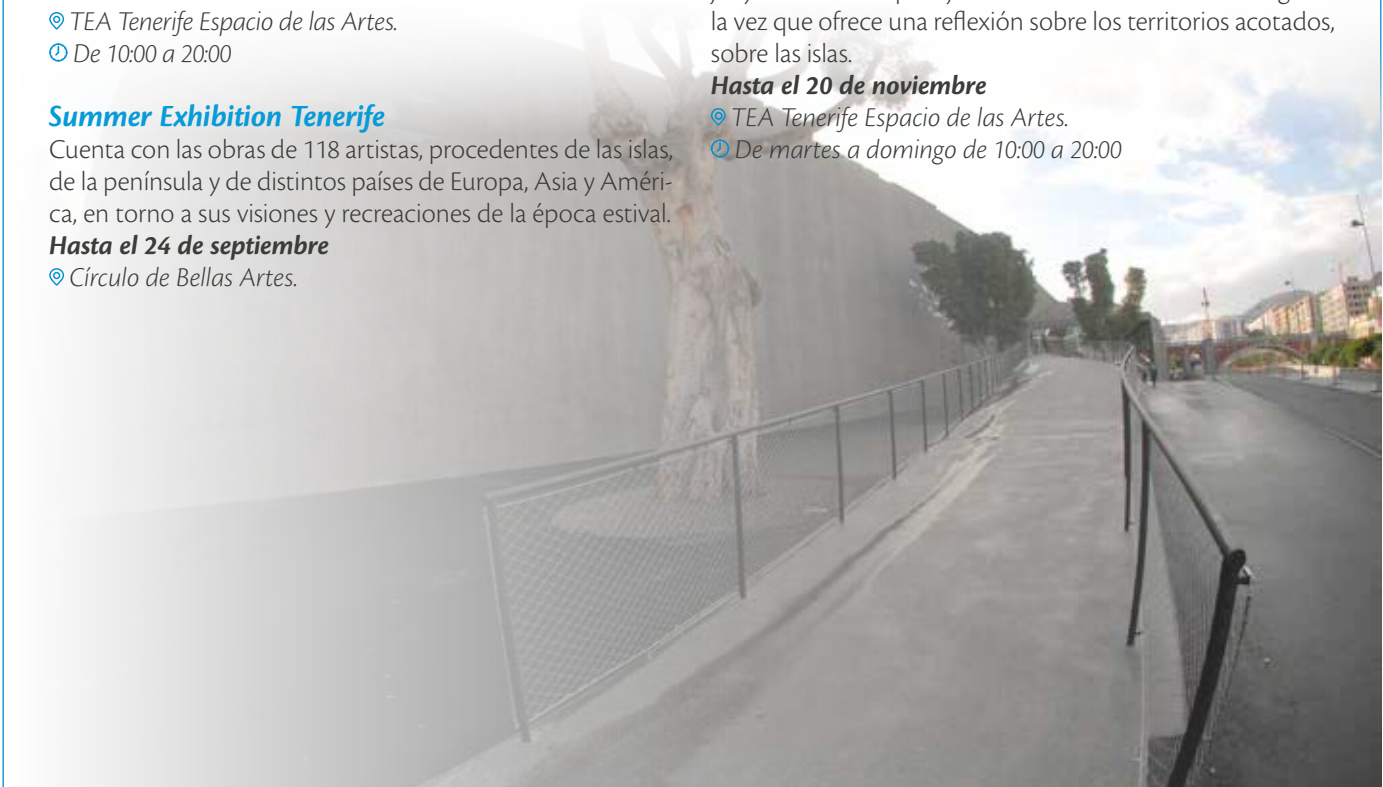 TEA Tenerife Espacio de las Artes.
De 10:00 a 20:00
Summer Exhibition Tenerife
Cuenta con las obras de 118 artistas, procedentes de las islas,
de la península y de distintos países de Europa, Asia y Améri-
ca, en torno a sus visiones y recreaciones de la época estival.
Hasta el 24 de septiembre
Círculo de Bellas Artes.
la vez que ofrece una reflexión sobre los territorios acotados,
sobre las islas.
Hasta el 20 de noviembre
TEA Tenerife Espacio de las Artes.
De martes a domingo de 10:00 a 20:00